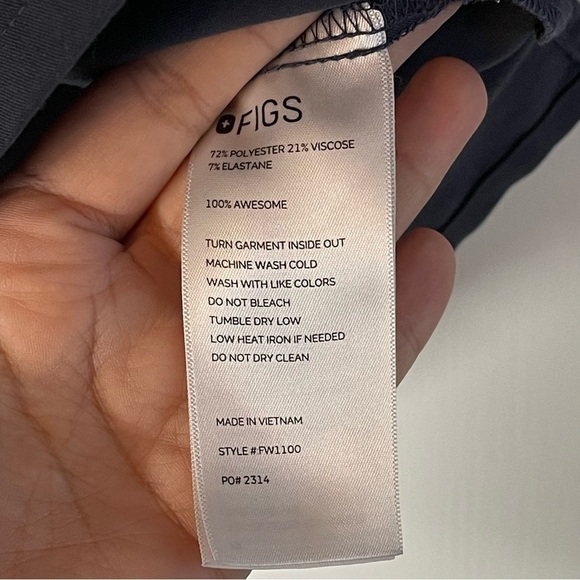 FIGS
72% POLYESTER 21% VISCOSE
7% ELASTANE
100% AWESOME
TURN GARMENT INSIDE OUT
MACHINE WASH COLD
WASH WITH LIKE COLORS
DO NOT BLEACH
TUMBLE DRY LOW
LOW HEAT IRON IF NEEDED
DO NOT DRY CLEAN
MADE IN VIETNAM
STYLE #:FW1100
PO# 2314